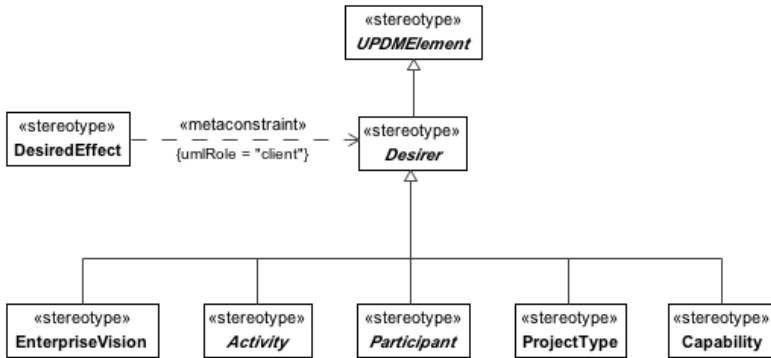 «stereotype»
UPDMElement
«stereotype»
DesiredEffect
«metaconstraint»
{umlRole = "client"}
«stereotype»
Desirer
«stereotype»
EnterpriseVision
«stereotype»
Activity
«stereotype»
Participant
«stereotype»
ProjectType
«stereotype»
Capability